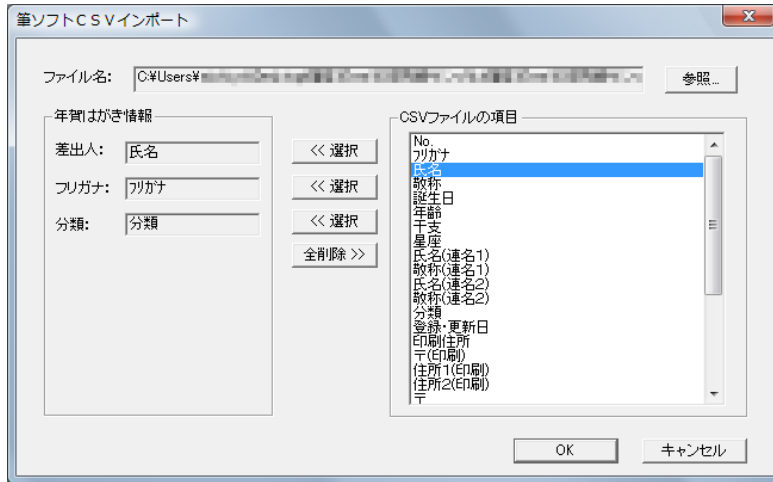 筆ソフトＣＳＶインポート
ファイル名: C:¥Users¥ 参照...
年賀はがき情報
差出人: 氏名
フリガナ: ﾌﾘｶﾞﾅ
分類: 分類
<< 選択
<< 選択
<< 選択
全削除 >>
CSVファイルの項目
No.
ﾌﾘｶﾞﾅ
氏名
敬称
誕生日
年齢
干支
星座
氏名(連名1)
敬称(連名1)
氏名(連名2)
敬称(連名2)
分類
登録・更新日
印刷住所
〒(印刷)
住所1(印刷)
住所2(印刷)
〒
OK キャンセル